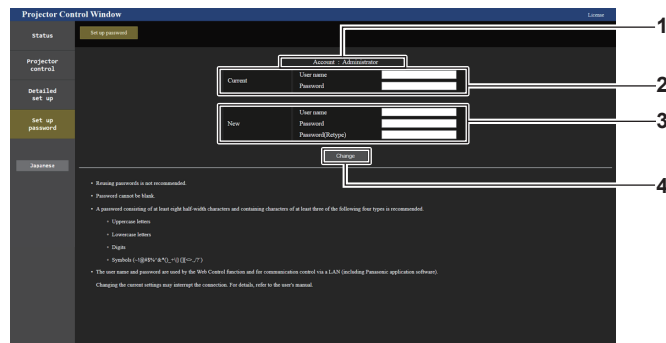 Projector Control Window
License
Status
Set up password
Projector
control
Detailed
set up
Set up
password
Jaoanese
Account : Administrator
Current
User name
Password
New
User name
Password
Password(Retype)
Change
• Reusing passwords is not recommended.
• Password cannot be blank.
• A password consisting of at least eight half-width characters and containing characters of at least three of the following four types is recommended.
• Uppercase letters
• Lowercase letters
• Digits
• The user name and password are used by the Web Control function and for communication control via a LAN (including Panasonic application software).
Changing the current settings may interrupt the connection. For details, refer to the user's manual.
1
2
3
4